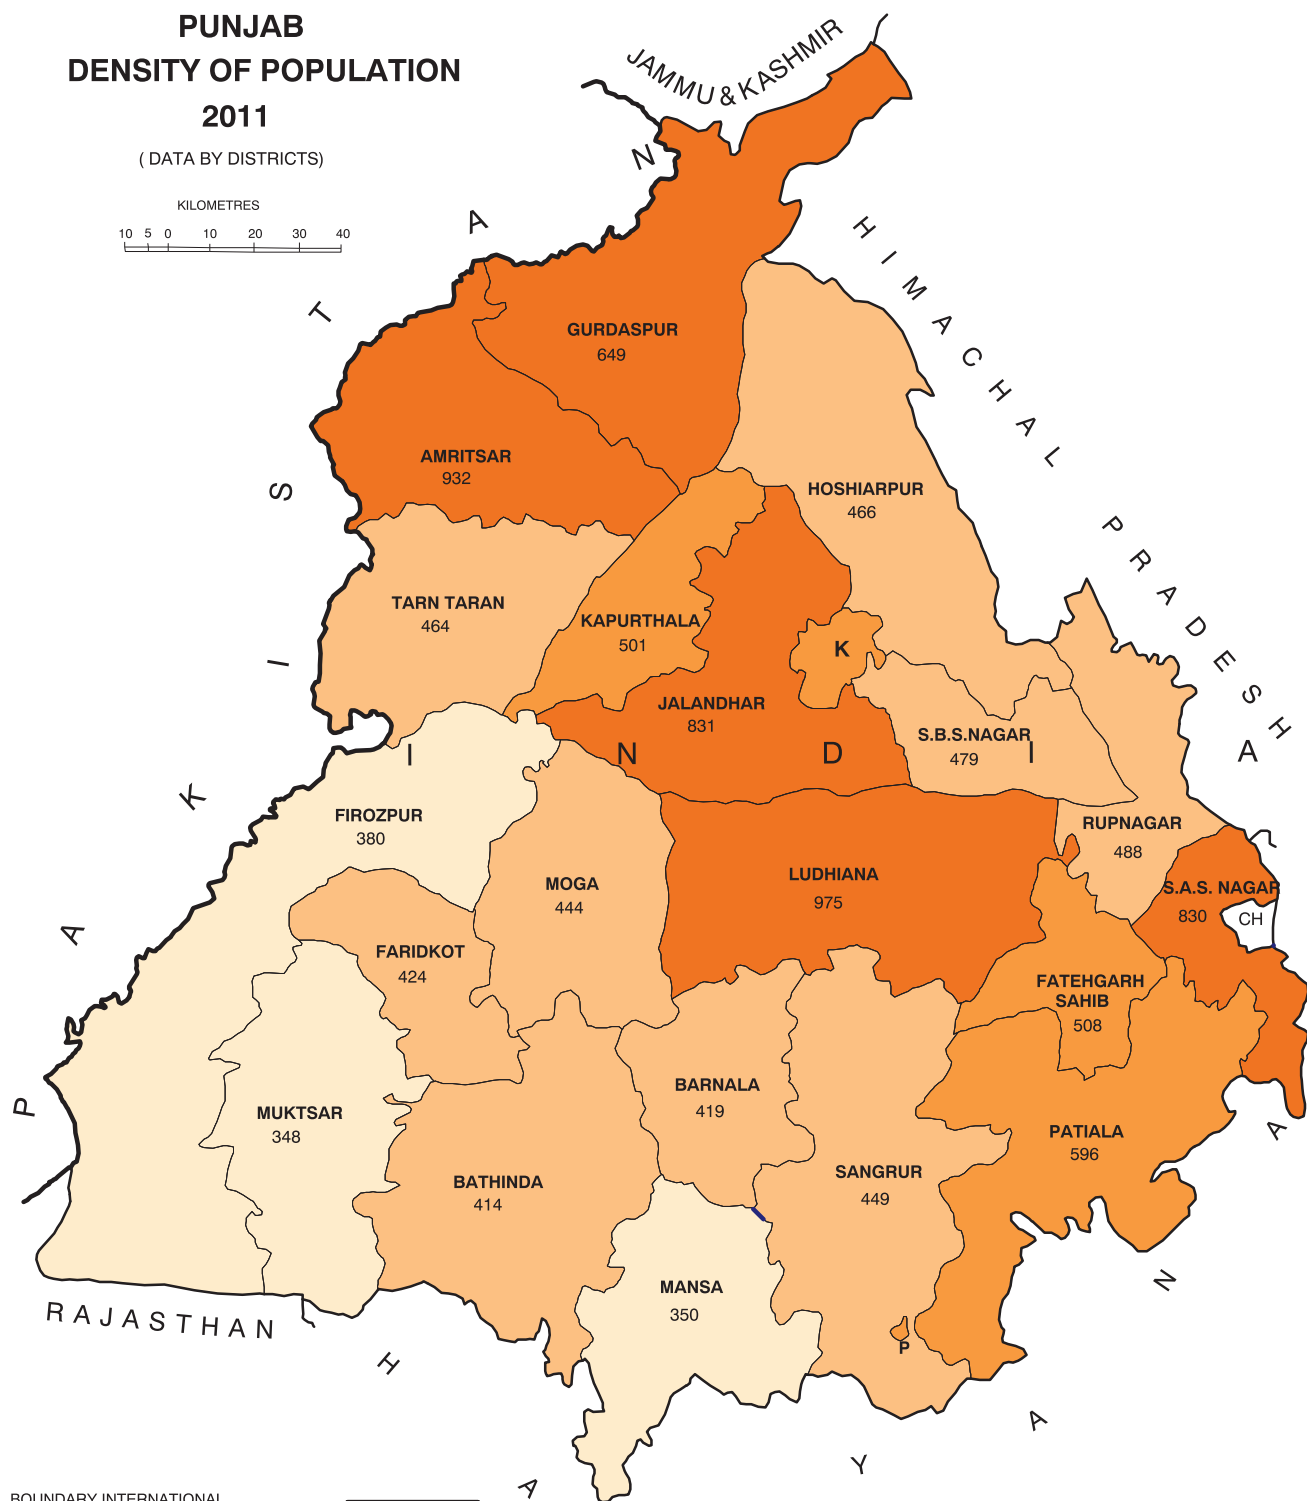 PUNJAB
DENSITY OF POPULATION
2011
( DATA BY DISTRICTS)
KILOMETRES
10 5 0 10 20 30 40
JAMMU & KASHMIR
PAKISTAN
HIMACHAL PRADESH
GURDASPUR
649
AMRITSAR
932
HOSHIARPUR
466
TARN TARAN
464
KAPURTHALA
501
K
JALANDHAR
831
S.B.S.NAGAR
479
INDIA
FIROZPUR
380
RUPNAGAR
488
LUDHIANA
975
MOGA
444
S.A.S. NAGAR
830
CH
FARIDKOT
424
FATEHGARH
SAHIB
508
BARNALA
419
MUKTSAR
348
PATIALA
596
SANGRUR
449
BATHINDA
414
MANSA
350
P
RAJASTHAN
HARYANA
BOUNDARY INTERNATIONAL